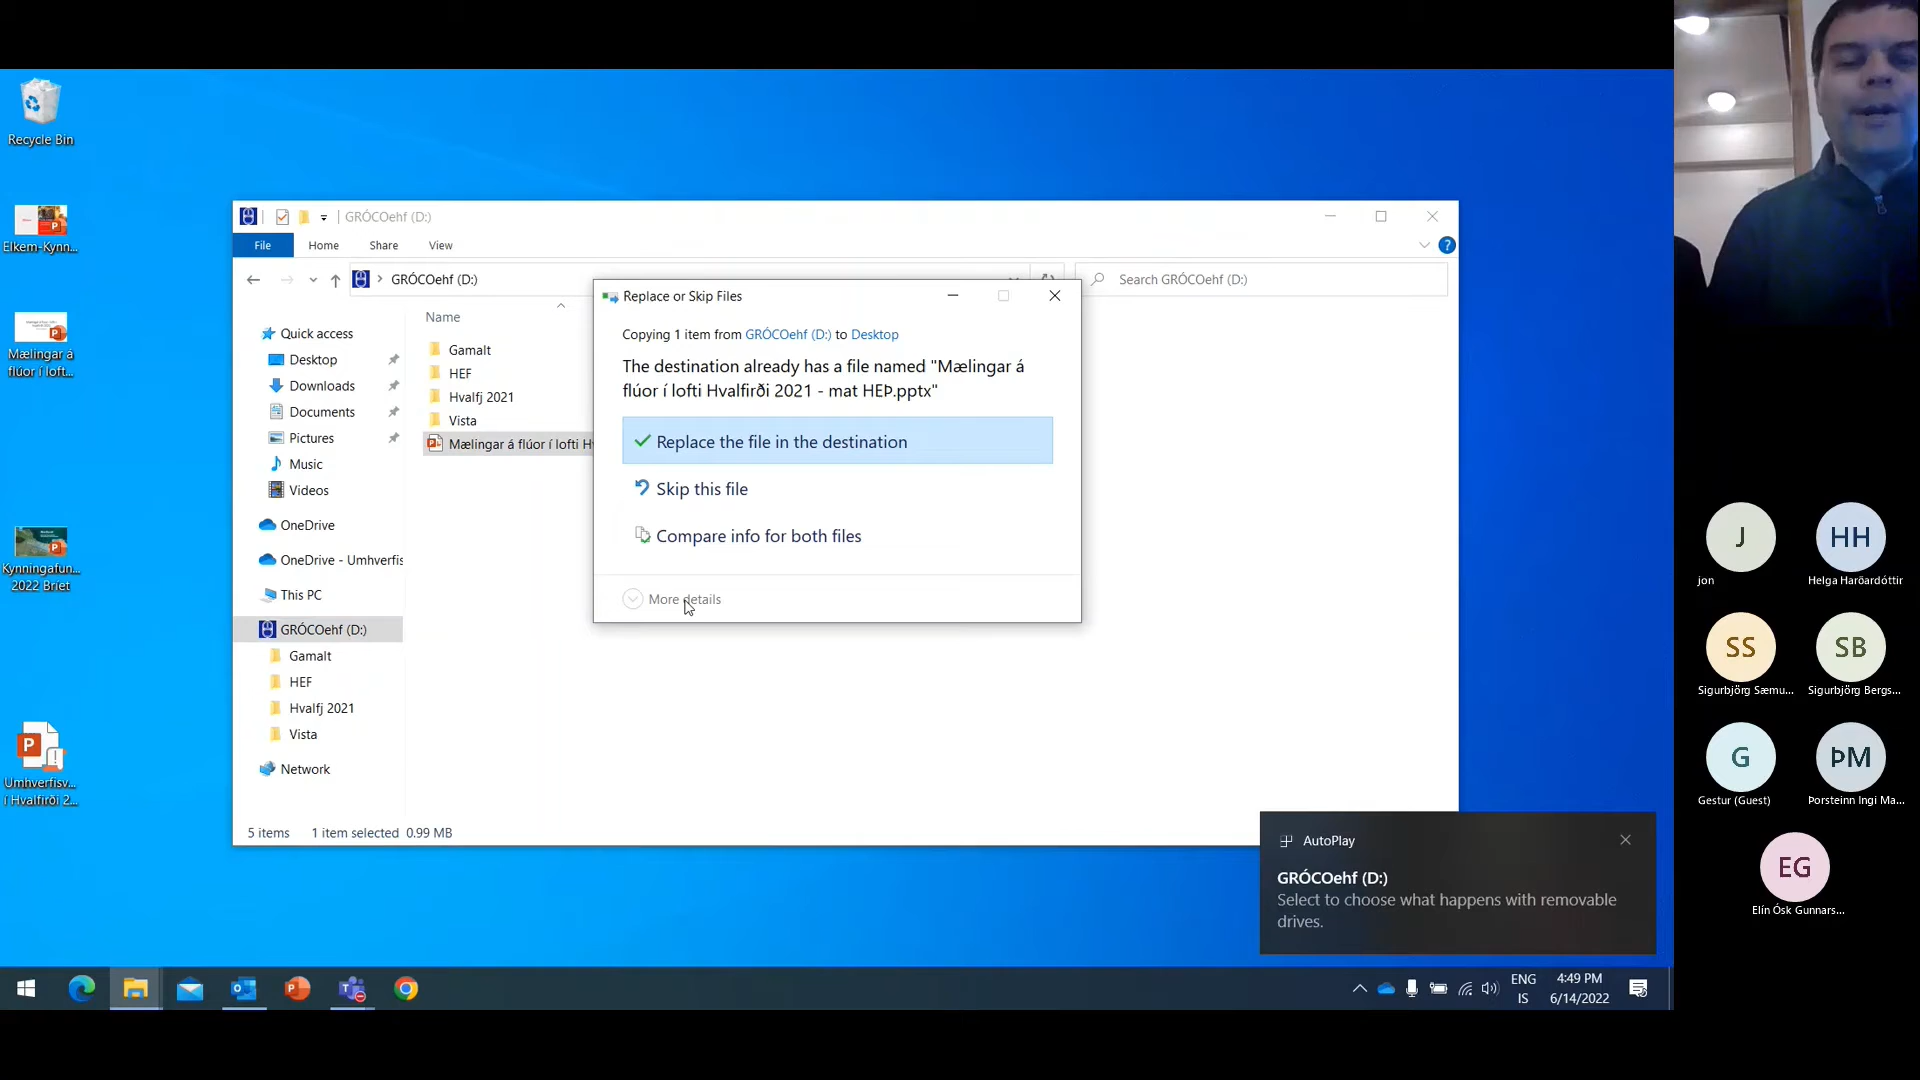 Recycle Bin
Elkem-Kynn...
Mælingar á
flúor í loft...
Kynningafun...
2022 Briet
Umhverfisv...
í Hvalfirði 2...
GRÓCOehf (D:)
File
Home
Share
View
GRÓCOehf (D:)
Search GRÓCOehf (D:)
Quick access
Desktop
Downloads
Documents
Pictures
Music
Videos
OneDrive
OneDrive - Umhverfis
This PC
GRÓCOehf (D:)
Gamalt
HEF
Hvalfj 2021
Vista
Network
Name
Gamalt
HEF
Hvalfj 2021
Vista
Mælingar á flúor í lofti H
5 items
1 item selected 0.99 MB
Replace or Skip Files
Copying 1 item from GRÓCOehf (D:) to Desktop
The destination already has a file named "Mælingar á
flúor í lofti Hvalfirði 2021 - mat HEÞ.pptx"
Replace the file in the destination
Skip this file
Compare info for both files
More details
AutoPlay
GRÓCOehf (D:)
Select to choose what happens with removable
drives.
ENG
IS
4:49 PM
6/14/2022
J
jon
HH
Helga Harðardóttir
SS
Sigurbjörg Sæmu...
SB
Sigurbjörg Bergs...
G
Gestur (Guest)
ÞM
Þorsteinn Ingi Ma...
EG
Elín Ósk Gunnars...